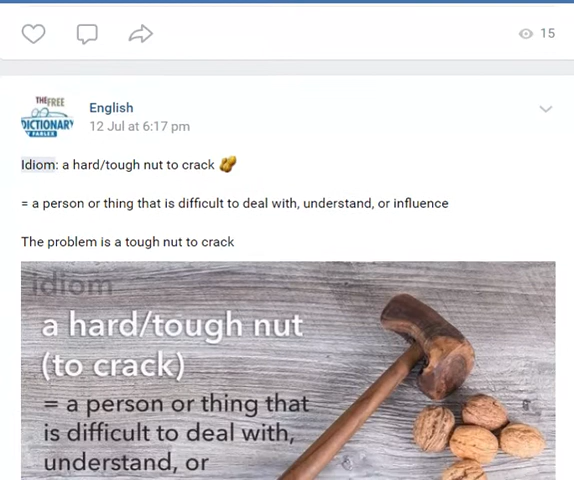 15
THE FREE
DICTIONARY
BY FARLEX
English
12 Jul at 6:17 pm
Idiom: a hard/tough nut to crack
= a person or thing that is difficult to deal with, understand, or influence
The problem is a tough nut to crack
idiom
a hard/tough nut
(to crack)
= a person or thing that
is difficult to deal with,
understand, or